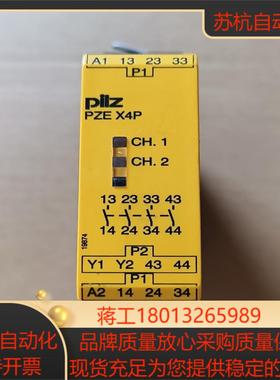 苏杭自动
A1 13 23 33
P1
pilz
PZE X4P
CH. 1
CH. 2
13 23 33 43
14 24 34 44
19874
P2
Y1 Y2 43 44
P1
A2 14 24 34
蒋工18013265989
自动化
品牌质量放心采购质量
开票
现货充足为您提供稳定的